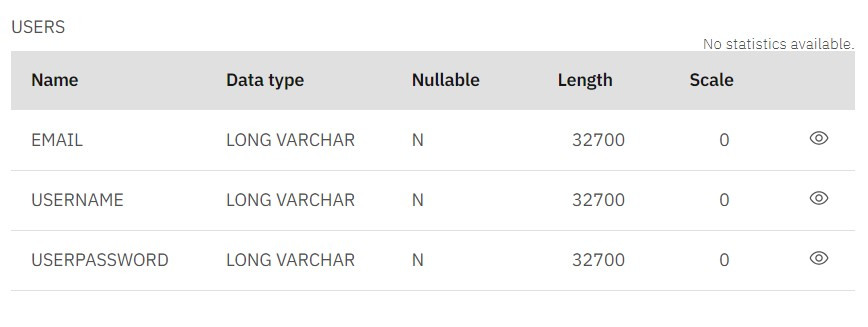 USERS
No statistics available.
Name Data type Nullable Length Scale
EMAIL LONG VARCHAR N 32700 0
USERNAME LONG VARCHAR N 32700 0
USERPASSWORD LONG VARCHAR N 32700 0